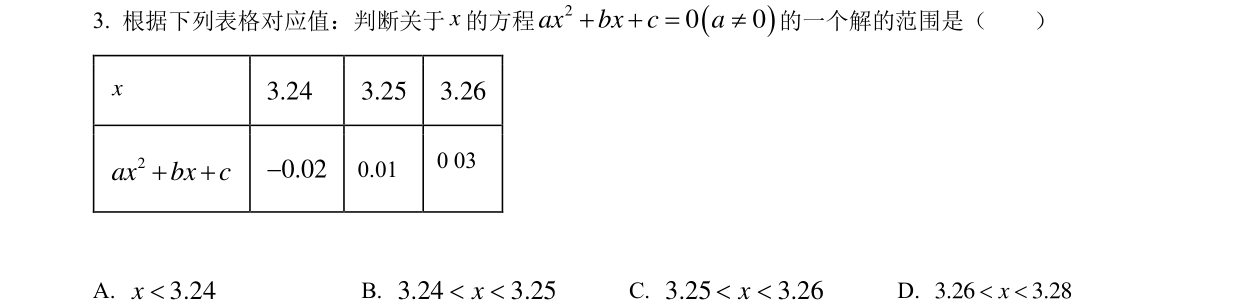 3. 根据下列表格对应值：判断关于 x 的方程 ax² + bx + c = 0(a ≠ 0) 的一个解的范围是（　　）
x 3.24 3.25 3.26
ax² + bx + c −0.02 0.01 0 03
A. x < 3.24 B. 3.24 < x < 3.25 C. 3.25 < x < 3.26 D. 3.26 < x < 3.28